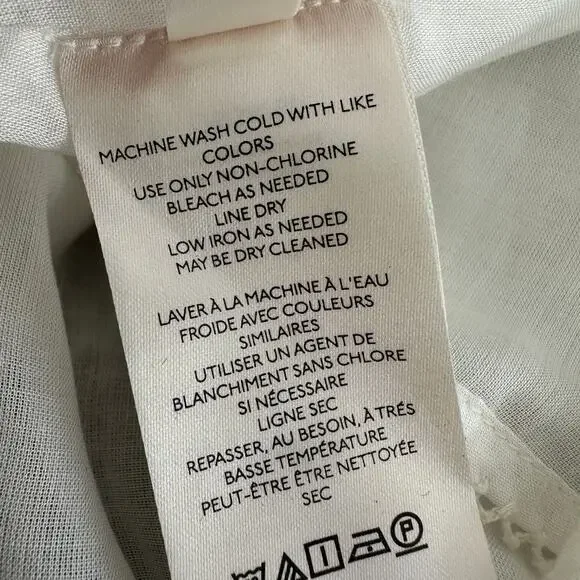 MACHINE WASH COLD WITH LIKE
COLORS
USE ONLY NON-CHLORINE
BLEACH AS NEEDED
LINE DRY
LOW IRON AS NEEDED
MAY BE DRY CLEANED
LAVER À LA MACHINE À L'EAU
FROIDE AVEC COULEURS
SIMILAIRES
UTILISER UN AGENT DE
BLANCHIMENT SANS CHLORE
SI NÉCESSAIRE
LIGNE SEC
REPASSER, AU BESOIN, À TRÉS
BASSE TEMPÉRATURE
PEUT-ÊTRE ÊTRE NETTOYÉE
SEC
P